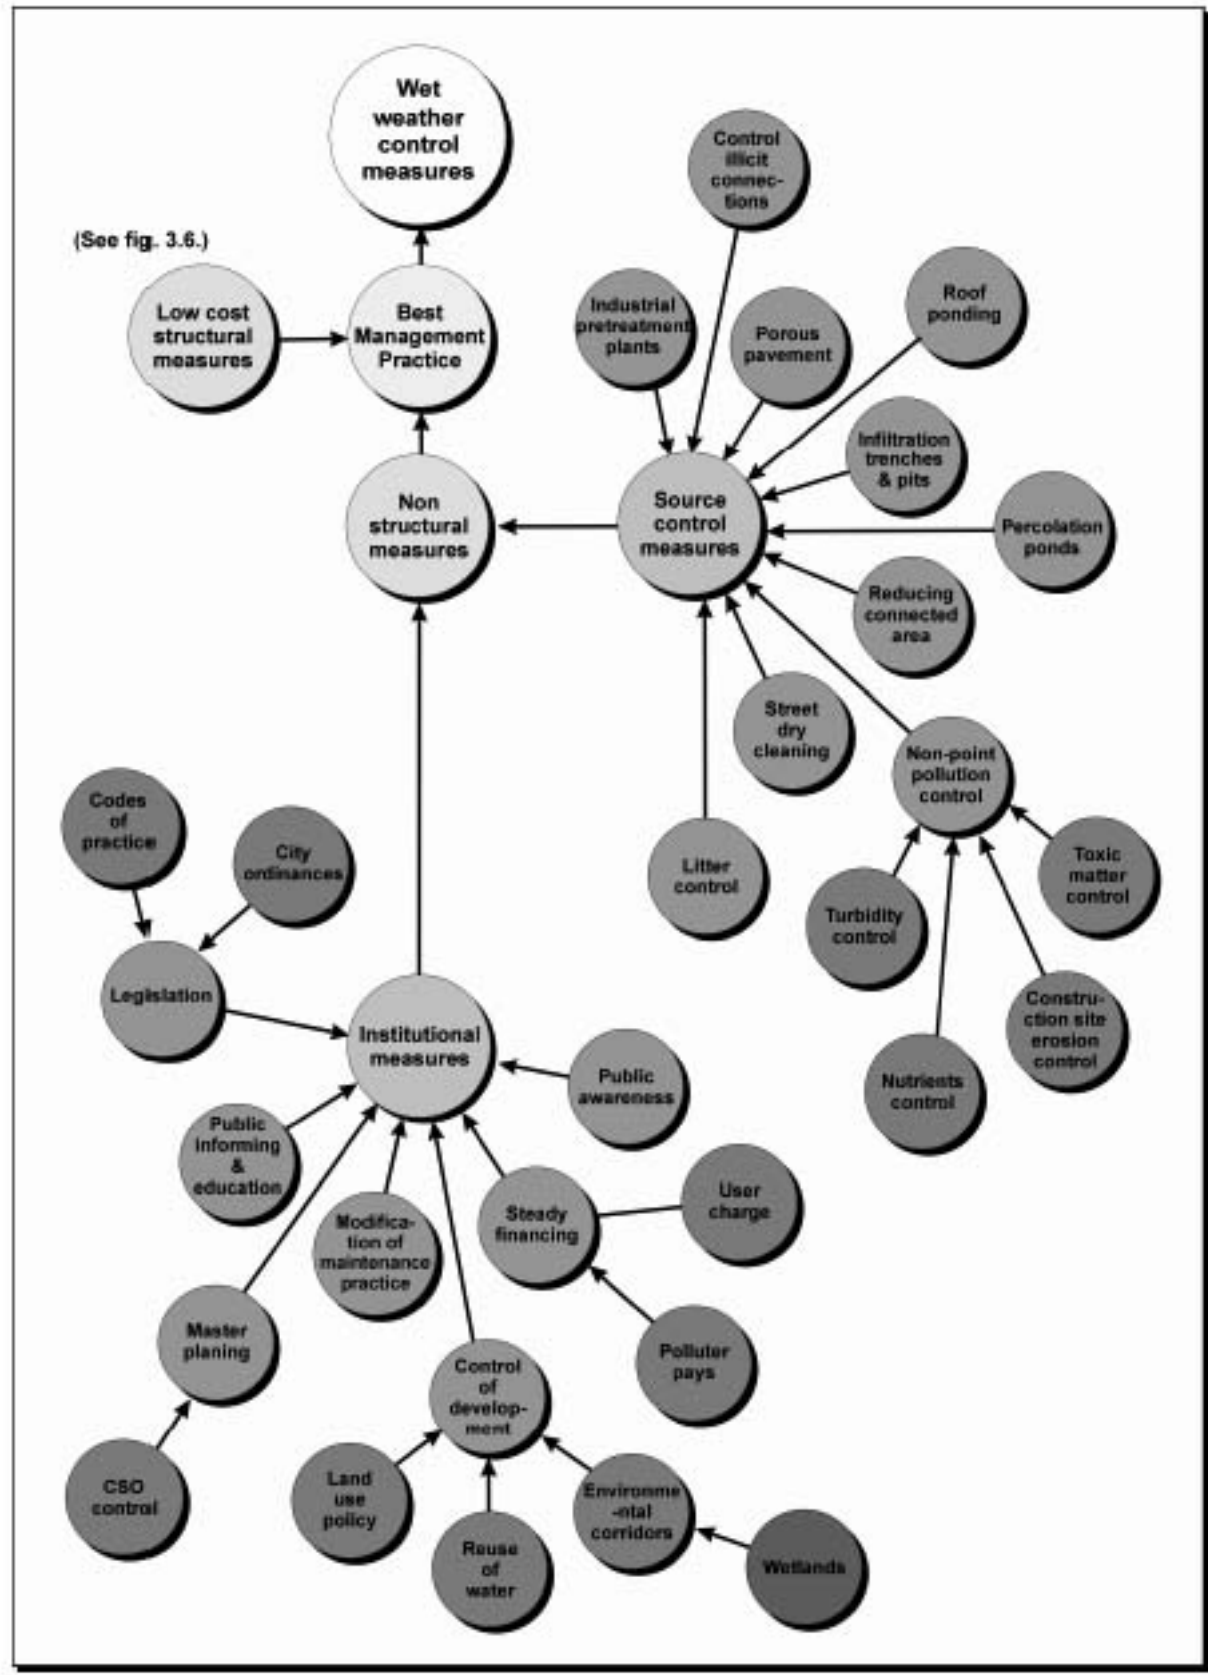 Wet
weather
control
measures
(See fig. 3.6.)
Low cost
structural
measures
Best
Management
Practice
Non
structural
measures
Control
illicit
connec-
tions
Industrial
pretreatment
plants
Porous
pavement
Roof
ponding
Infiltration
trenches
& pits
Source
control
measures
Percolation
ponds
Reducing
connected
area
Street
dry
cleaning
Non-point
pollution
control
Litter
control
Turbidity
control
Toxic
matter
control
Constru-
ction site
erosion
control
Nutrients
control
Codes
of
practice
City
ordinances
Legislation
Institutional
measures
Public
awareness
Public
informing
&
education
Modifica-
tion of
maintenance
practice
Steady
financing
User
charge
Polluter
pays
Master
planing
CSO
control
Control
of
develop-
ment
Land
use
policy
Reuse
of
water
Environme
-ntal
corridors
Wetlands